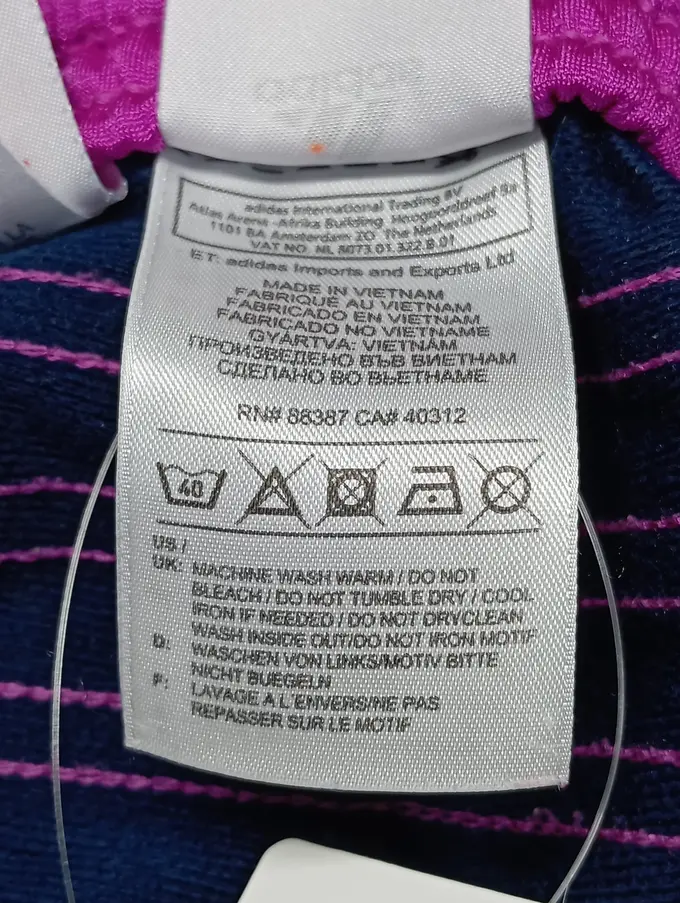 adidas
adidas International Trading BV
Atlas Arena - Afrika Building Hoogoorddreef 9a
1101 BA Amsterdam ZO The Netherlands
VAT NO. NL 8073.01.322.B.01
ET: adidas Imports and Exports Ltd
MADE IN VIETNAM
FABRIQUÉ AU VIETNAM
FABRICADO EN VIETNAM
FABRICADO NO VIETNAME
GYÁRTVA: VIETNÁM
ПРОИЗВЕДЕНО ВЪВ ВИЕТНАМ
СДЕЛАНО ВО ВЬЕТНАМЕ
RN# 88387 CA# 40312
40
US /
UK: MACHINE WASH WARM / DO NOT
BLEACH / DO NOT TUMBLE DRY / COOL
IRON IF NEEDED / DO NOT DRYCLEAN
WASH INSIDE OUT/DO NOT IRON MOTIF
D: WASCHEN VON LINKS/MOTIV BITTE
NICHT BUEGELN
F: LAVAGE A L'ENVERS/NE PAS
REPASSER SUR LE MOTIF